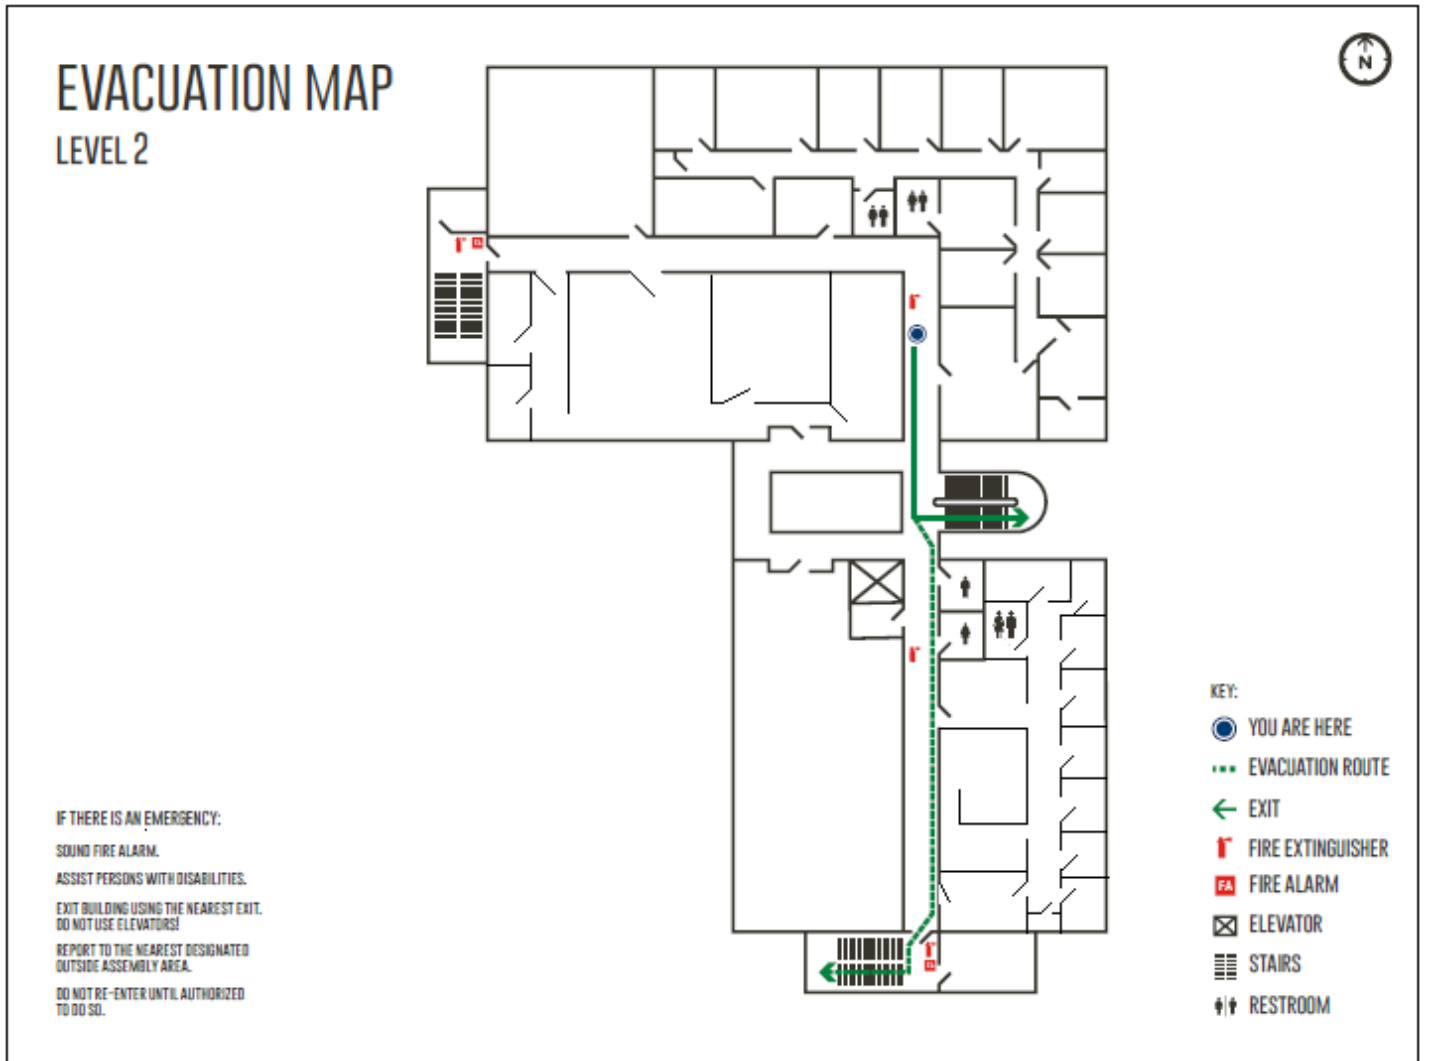 EVACUATION MAP
LEVEL 2
N
FA
FA
KEY:
YOU ARE HERE
EVACUATION ROUTE
EXIT
FIRE EXTINGUISHER
FA FIRE ALARM
ELEVATOR
STAIRS
RESTROOM
IF THERE IS AN EMERGENCY:
SOUND FIRE ALARM.
ASSIST PERSONS WITH DISABILITIES.
EXIT BUILDING USING THE NEAREST EXIT.
DO NOT USE ELEVATORS!
REPORT TO THE NEAREST DESIGNATED
OUTSIDE ASSEMBLY AREA.
DO NOT RE-ENTER UNTIL AUTHORIZED
TO DO SO.